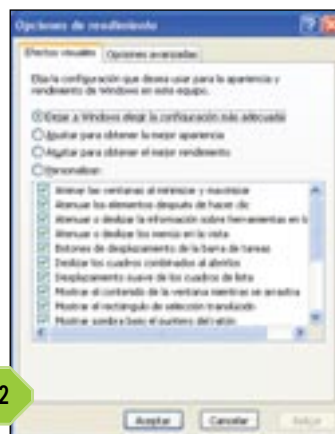 Opciones de rendimiento
Efectos visuales
Opciones avanzadas
Elija la configuración que desea usar para la apariencia y
rendimiento de Windows en este equipo.
Dejar a Windows elegir la configuración más adecuada
Ajustar para obtener la mejor apariencia
Ajustar para obtener el mejor rendimiento
Personalizar:
Animar las ventanas al minimizar y maximizar
Atenuar los elementos después de hacer clic
Atenuar o deslizar la información sobre herramientas en l
Atenuar o deslizar los menús en la vista
Botones de desplazamiento de la barra de tareas
Deslizar los cuadros combinados al abrirlos
Desplazamiento suave de los cuadros de lista
Mostrar el contenido de la ventana mientras se arrastra
Mostrar el rectángulo de selección translúcido
Mostrar sombra bajo el puntero del ratón
2
Aceptar
Cancelar
Aplicar